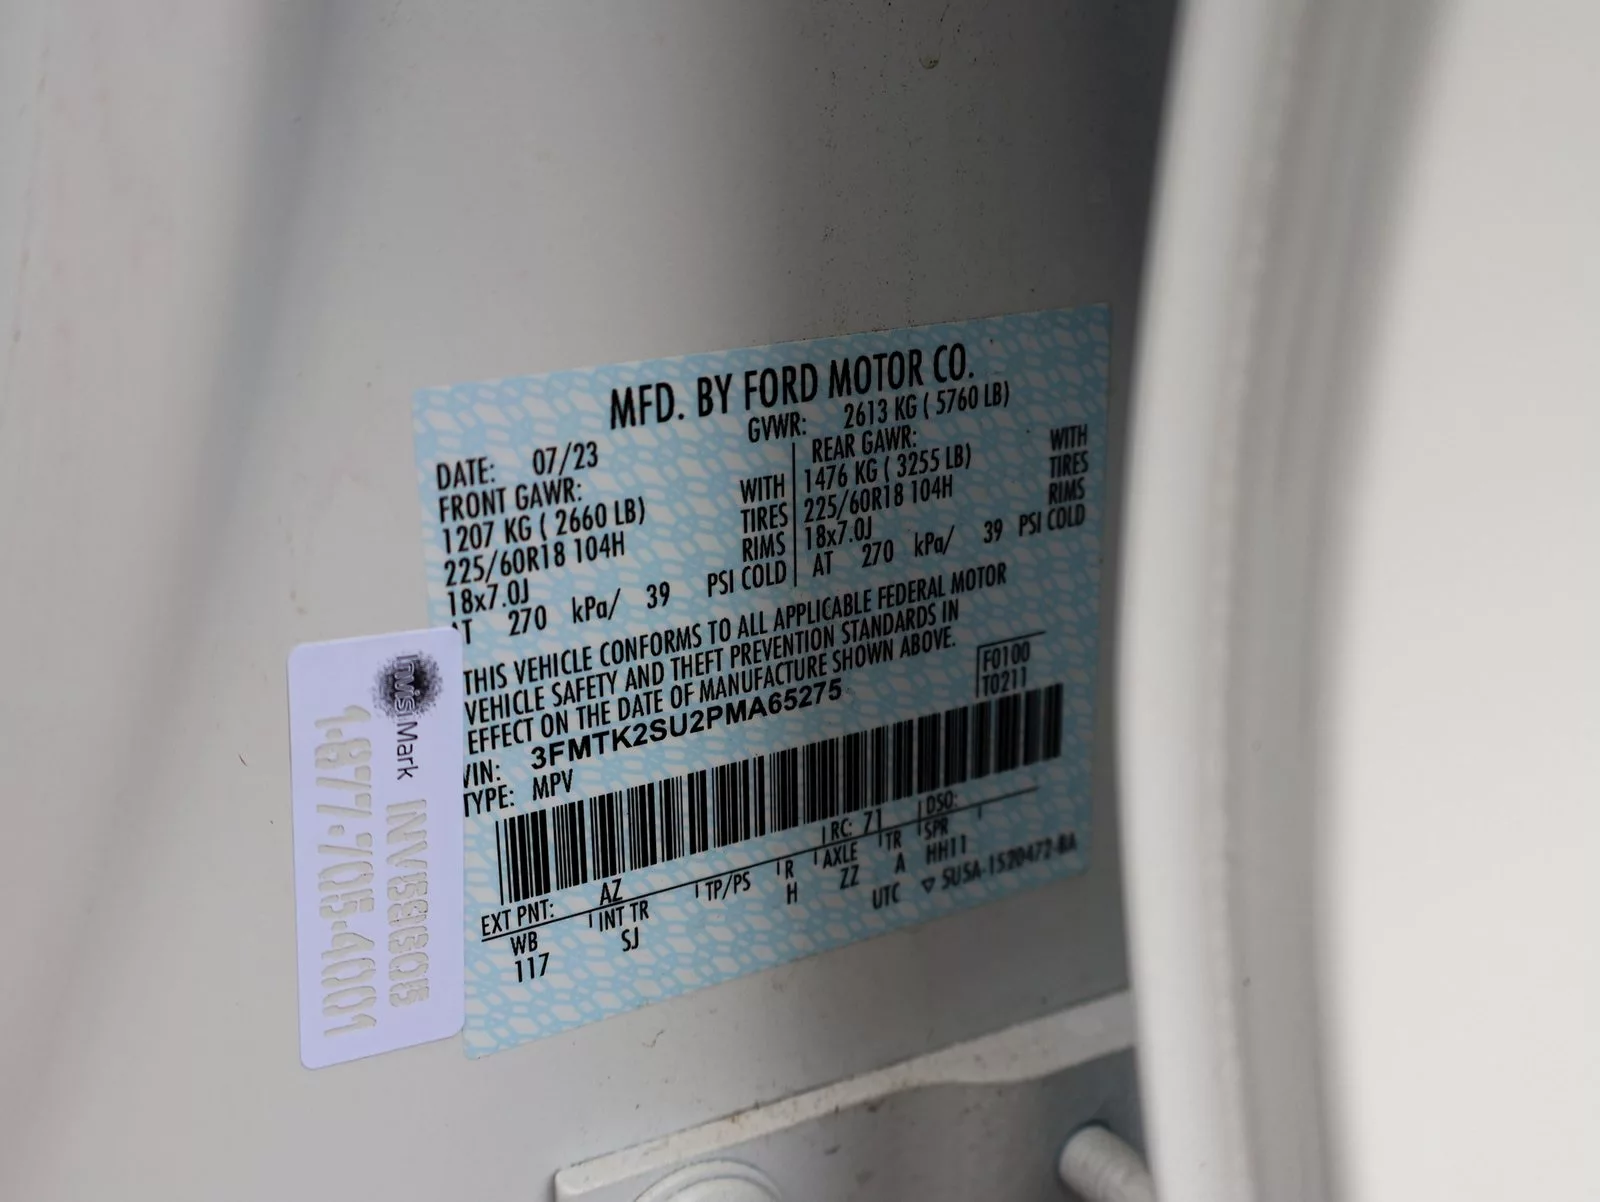 MFD. BY FORD MOTOR CO.
DATE: 07/23 GVWR: 2613 KG ( 5760 LB)
FRONT GAWR: REAR GAWR:
1207 KG ( 2660 LB) WITH 1476 KG ( 3255 LB) WITH
225/60R18 104H TIRES 225/60R18 104H TIRES
18x7.0J RIMS 18x7.0J RIMS
AT 270 kPa/ 39 PSI COLD AT 270 kPa/ 39 PSI COLD
THIS VEHICLE CONFORMS TO ALL APPLICABLE FEDERAL MOTOR
VEHICLE SAFETY AND THEFT PREVENTION STANDARDS IN
EFFECT ON THE DATE OF MANUFACTURE SHOWN ABOVE.
VIN: 3FMTK2SU2PMA65275 F0100
TYPE: MPV T0211
EXT PNT: AZ RC: 71 DSO:
WB INT TR TP/PS R AXLE TR SPR
117 SJ H ZZ A HH11
UTC ▽ SU5A-1520472-BA
InvisiMark
1-877-705-4001